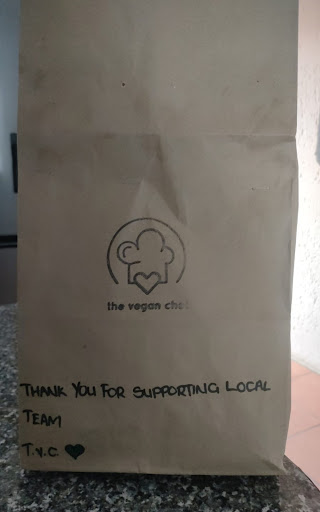 the vegan chef
THANK YOU FOR SUPPORTING LOCAL
TEAM
T.V.C. ♥